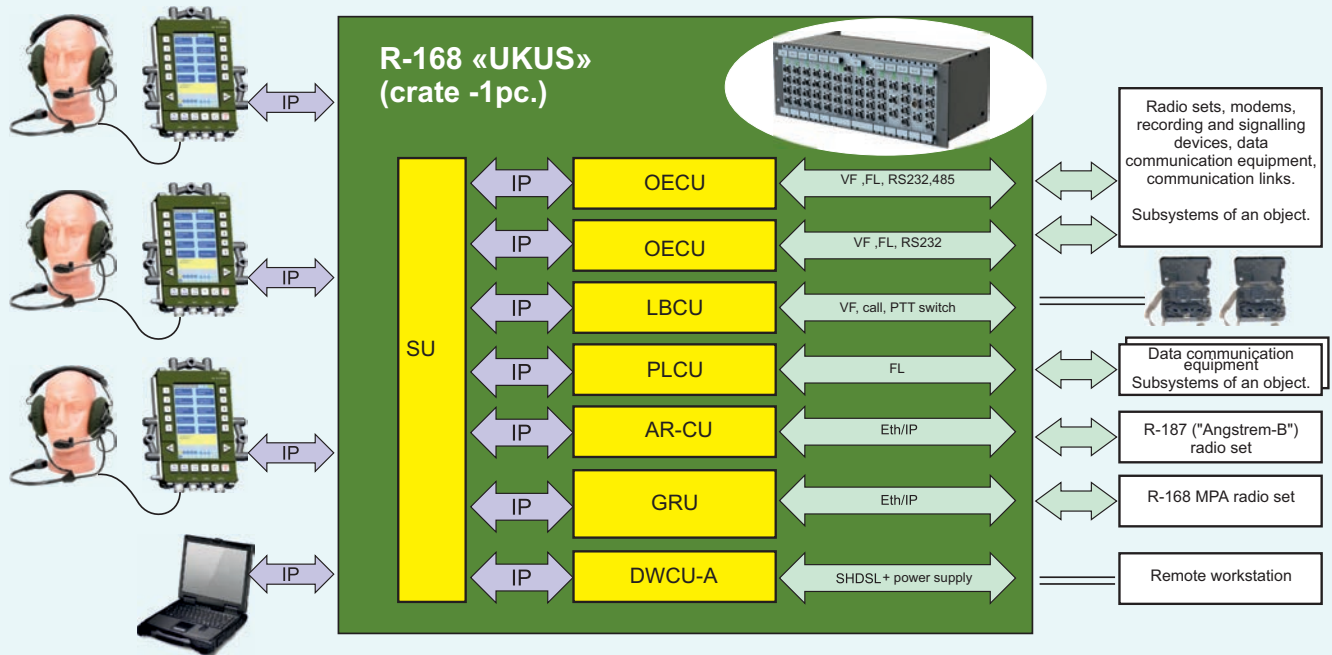 R-168 «UKUS»
(crate -1pc.)
IP
IP
IP
IP
SU
IP
OECU
VF ,FL, RS232,485
IP
OECU
VF ,FL, RS232
IP
LBCU
VF, call, PTT switch
IP
PLCU
FL
IP
AR-CU
Eth/IP
IP
GRU
Eth/IP
IP
DWCU-A
SHDSL+ power supply
Radio sets, modems,
recording and signalling
devices, data
communication equipment,
communication links.
Subsystems of an object.
Data communication
equipment
Subsystems of an object.
R-187 ("Angstrem-B")
radio set
R-168 MPA radio set
Remote workstation